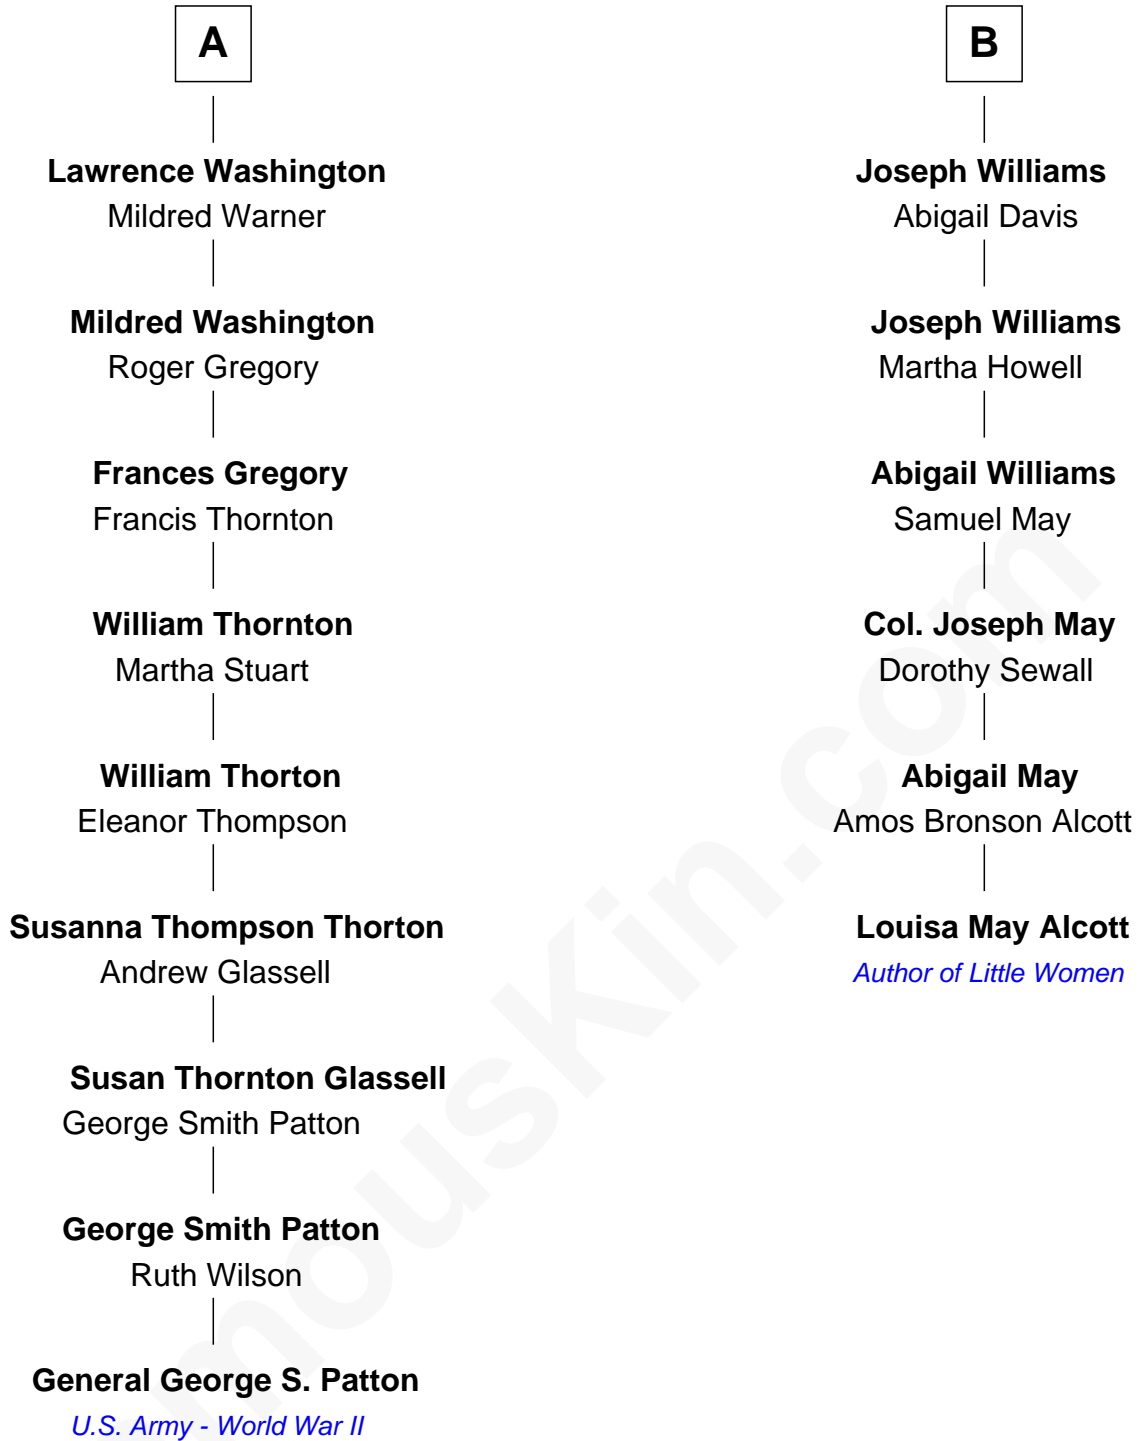 A
Lawrence Washington
Mildred Warner
Mildred Washington
Roger Gregory
Frances Gregory
Francis Thornton
William Thornton
Martha Stuart
William Thorton
Eleanor Thompson
Susanna Thompson Thorton
Andrew Glassell
Susan Thornton Glassell
George Smith Patton
George Smith Patton
Ruth Wilson
General George S. Patton
U.S. Army - World War II
B
Joseph Williams
Abigail Davis
Joseph Williams
Martha Howell
Abigail Williams
Samuel May
Col. Joseph May
Dorothy Sewall
Abigail May
Amos Bronson Alcott
Louisa May Alcott
Author of Little Women
mouskin.com